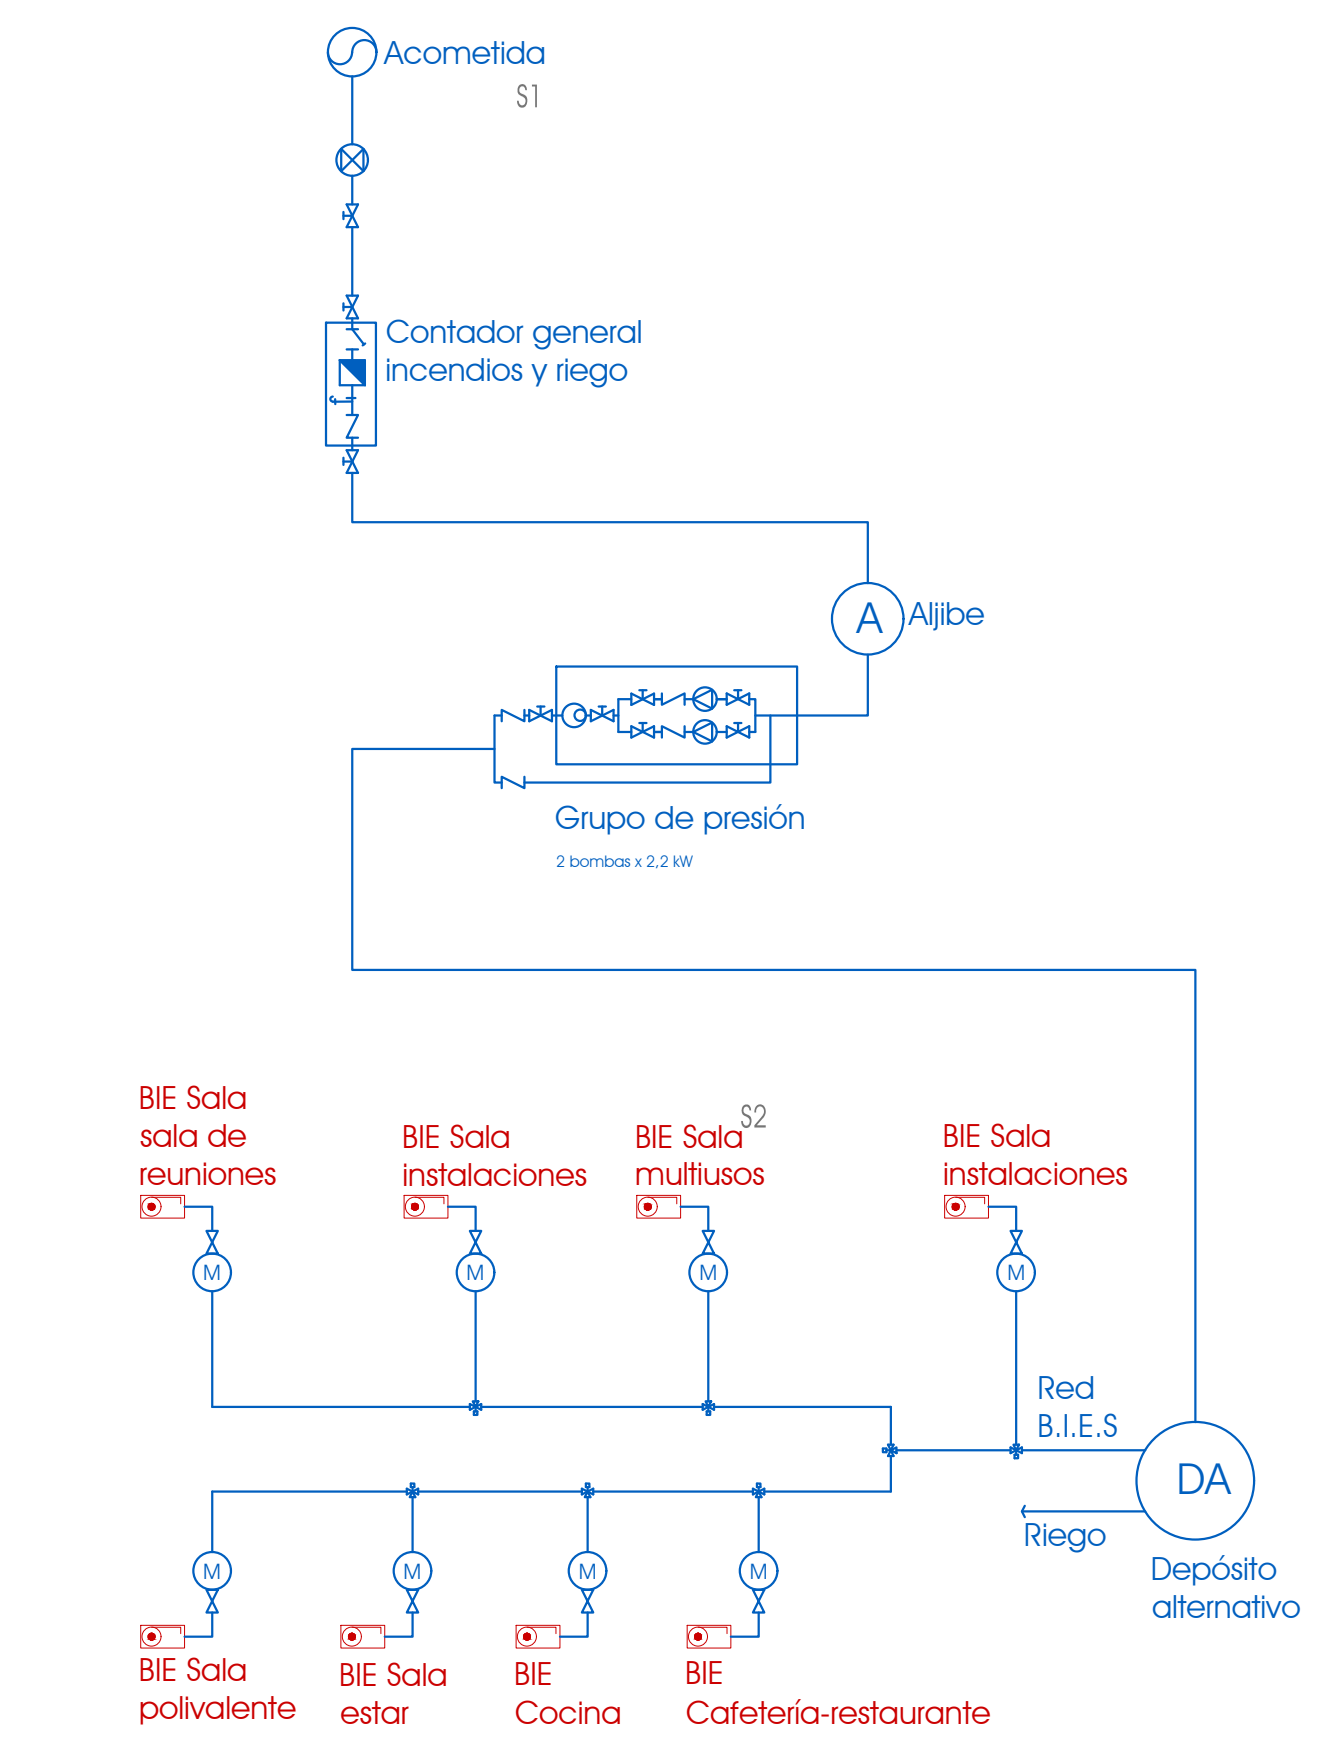 Acometida
S1
Contador general
incendios y riego
A
Aljibe
Grupo de presión
2 bombas x 2,2 kW
BIE Sala
sala de
reuniones
BIE Sala
instalaciones
S2
BIE Sala
multiusos
BIE Sala
instalaciones
M
M
M
M
Red
B.I.E.S
DA
Riego
Depósito
alternativo
M
M
M
M
BIE Sala
polivalente
BIE Sala
estar
BIE
Cocina
BIE
Cafetería-restaurante